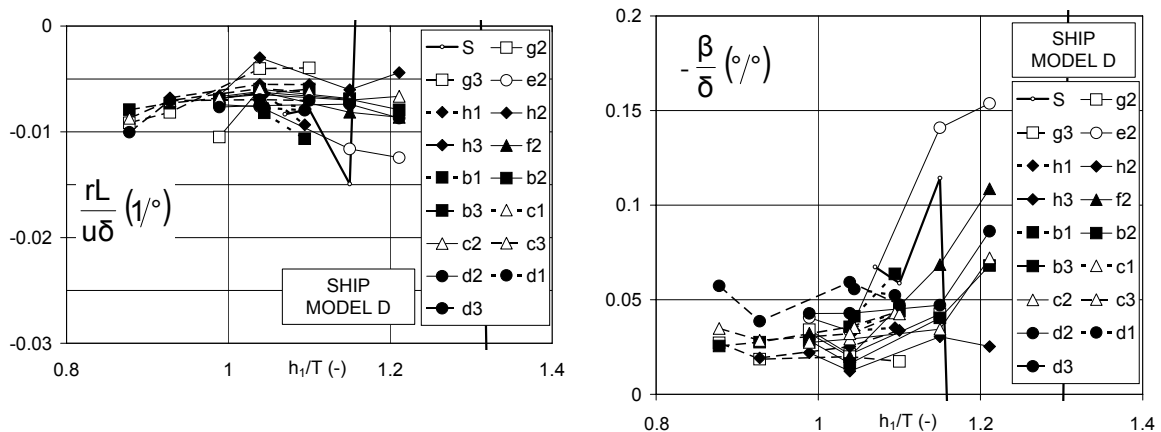 -0
-0.01
-0.02
-0.03
0.8
1
1.2
1.4
h1/T (-)
rL
uδ
(1/°)
SHIP
MODEL D
S
g2
g3
e2
h1
h2
h3
f2
b1
b2
b3
c1
c2
c3
d2
d1
d3
0.2
0.15
0.1
0.05
0
0.8
1
1.2
1.4
h1/T (-)
- β
δ
(°/°)
SHIP
MODEL D
S
g2
g3
e2
h1
h2
h3
f2
b1
b2
b3
c1
c2
c3
d2
d1
d3